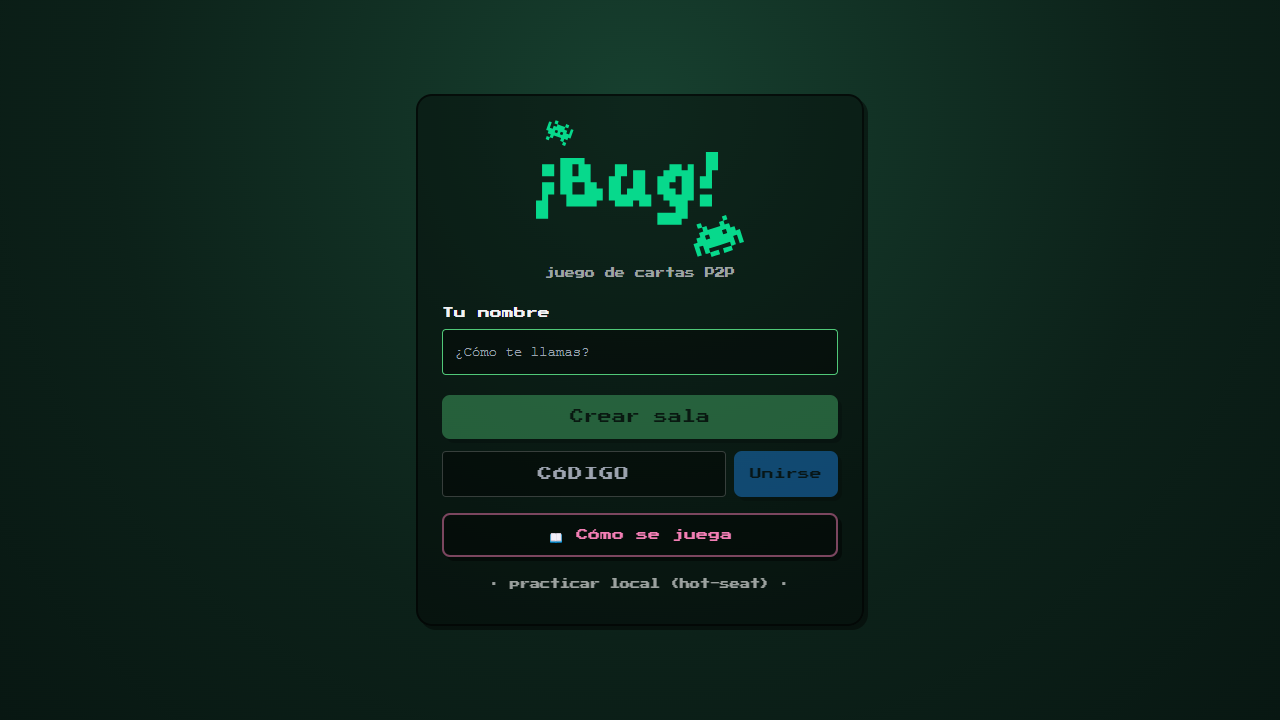 ¡Bug!
juego de cartas P2P
Tu nombre
¿Cómo te llamas?
Crear sala
CóDIGO
Unirse
Cómo se juega
· practicar local (hot-seat) ·